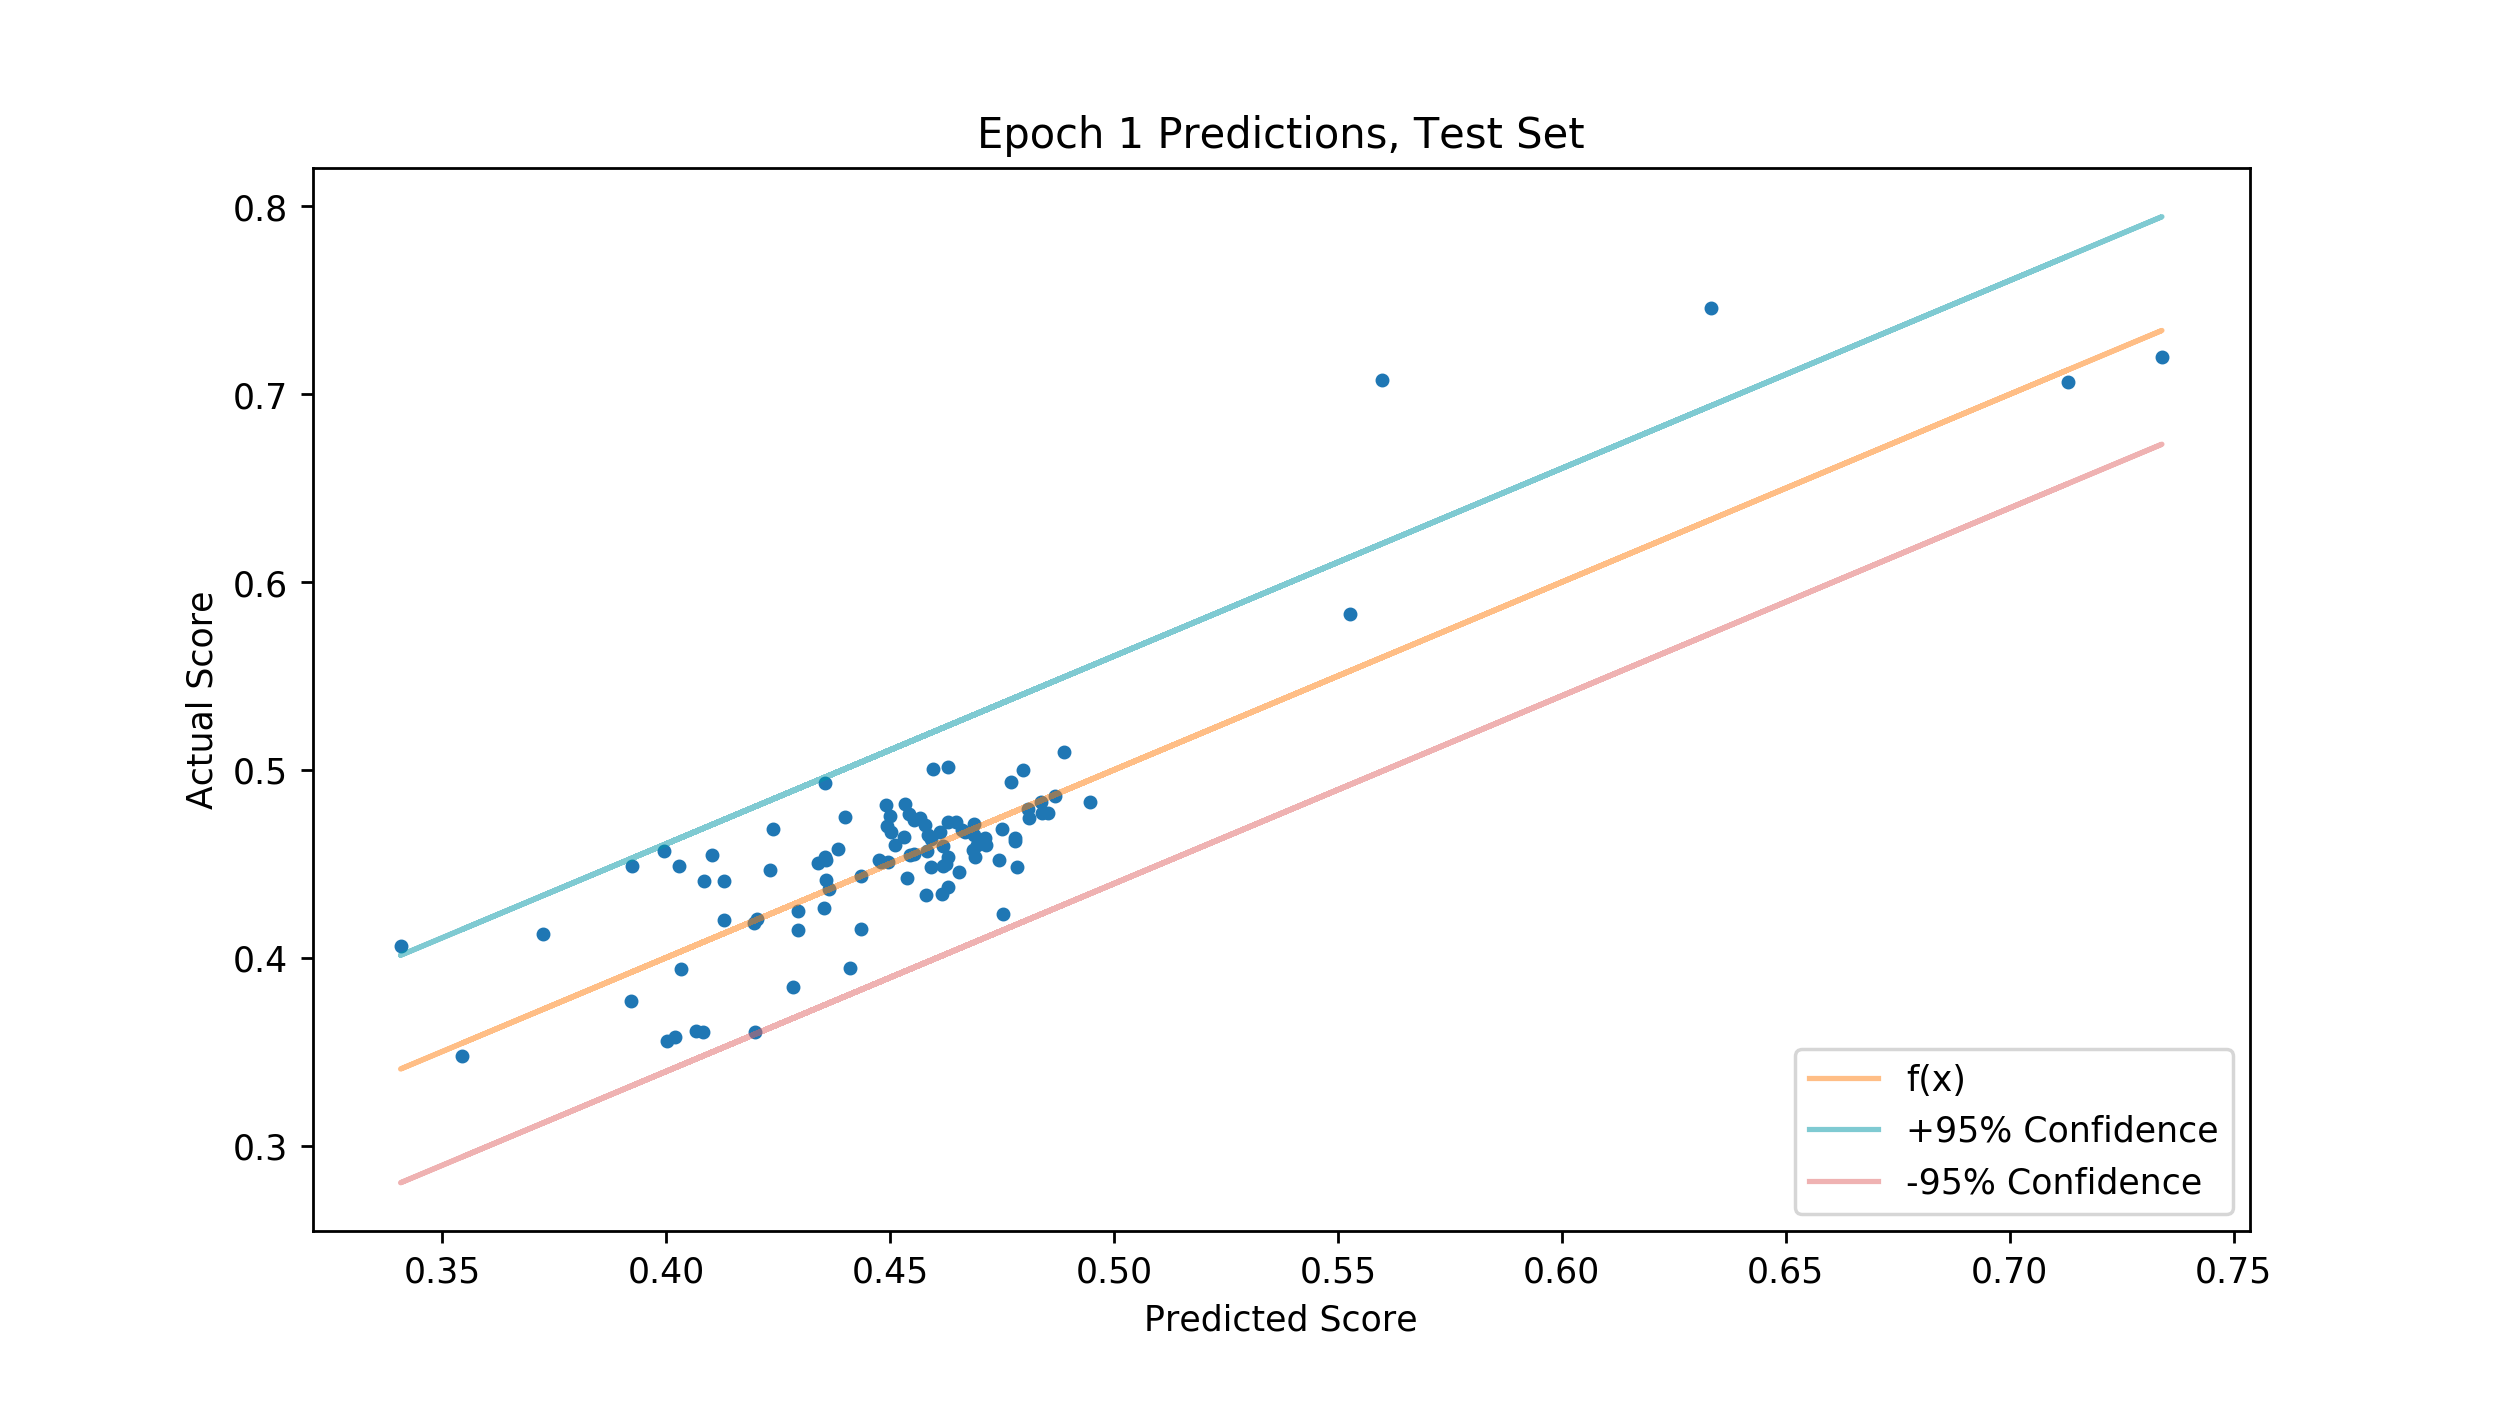 Epoch 1 Predictions, Test Set
0.8
0.7
0.6
0.5
0.4
0.3
Actual Score
f(x)
+95% Confidence
-95% Confidence
0.35 0.40 0.45 0.50 0.55 0.60 0.65 0.70 0.75
Predicted Score